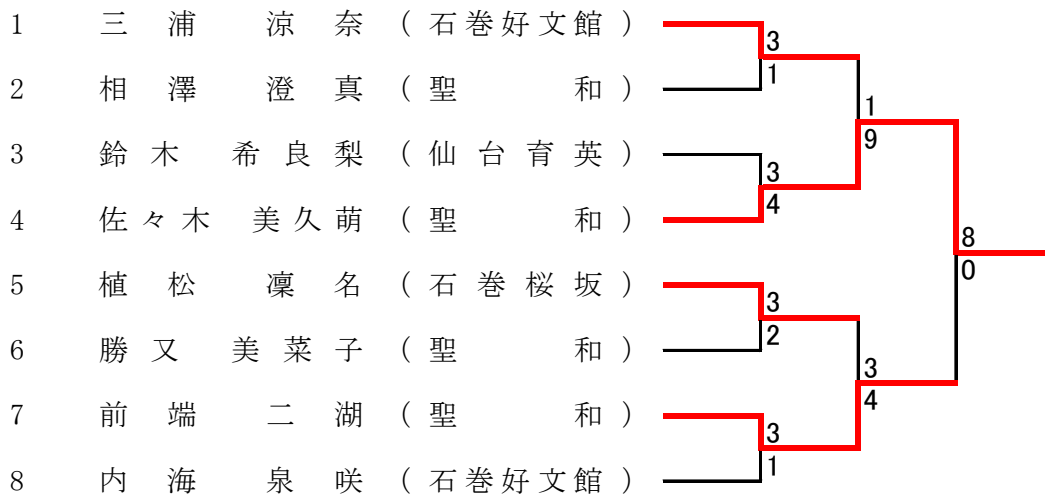 1 三浦 涼奈 (石巻好文館)
3
1
2 相澤 澄真 (聖和)
1
9
3 鈴木 希良梨 (仙台育英)
3
4
4 佐々木 美久萌 (聖和)
8
0
5 植松 凜名 (石巻桜坂)
3
2
6 勝又 美菜子 (聖和)
3
4
7 前端 二湖 (聖和)
3
1
8 内海 泉咲 (石巻好文館)